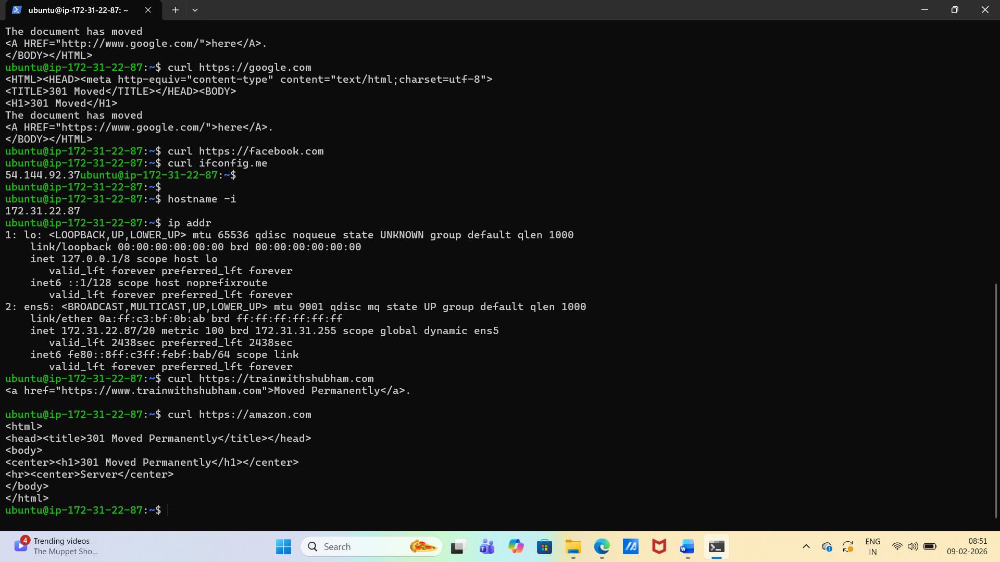 ubuntu@ip-172-31-22-87: ~
The document has moved
<A HREF="http://www.google.com/">here</A>.
</BODY></HTML>
ubuntu@ip-172-31-22-87:~$ curl https://google.com
<HTML><HEAD><meta http-equiv="content-type" content="text/html;charset=utf-8">
<TITLE>301 Moved</TITLE></HEAD><BODY>
<H1>301 Moved</H1>
The document has moved
<A HREF="https://www.google.com/">here</A>.
</BODY></HTML>
ubuntu@ip-172-31-22-87:~$ curl https://facebook.com
ubuntu@ip-172-31-22-87:~$ curl ifconfig.me
54.144.92.37ubuntu@ip-172-31-22-87:~$
ubuntu@ip-172-31-22-87:~$
ubuntu@ip-172-31-22-87:~$ hostname -i
172.31.22.87
ubuntu@ip-172-31-22-87:~$ ip addr
1: lo: <LOOPBACK,UP,LOWER_UP> mtu 65536 qdisc noqueue state UNKNOWN group default qlen 1000
    link/loopback 00:00:00:00:00:00 brd 00:00:00:00:00:00
    inet 127.0.0.1/8 scope host lo
       valid_lft forever preferred_lft forever
    inet6 ::1/128 scope host noprefixroute
       valid_lft forever preferred_lft forever
2: ens5: <BROADCAST,MULTICAST,UP,LOWER_UP> mtu 9001 qdisc mq state UP group default qlen 1000
    link/ether 0a:ff:c3:bf:0b:ab brd ff:ff:ff:ff:ff:ff
    inet 172.31.22.87/20 metric 100 brd 172.31.31.255 scope global dynamic ens5
       valid_lft 2438sec preferred_lft 2438sec
    inet6 fe80::8ff:c3ff:febf:bab/64 scope link
       valid_lft forever preferred_lft forever
ubuntu@ip-172-31-22-87:~$ curl https://trainwithshubham.com
<a href="https://www.trainwithshubham.com">Moved Permanently</a>.
ubuntu@ip-172-31-22-87:~$ curl https://amazon.com
<html>
<head><title>301 Moved Permanently</title></head>
<body>
<center><h1>301 Moved Permanently</h1></center>
<hr><center>Server</center>
</body>
</html>
ubuntu@ip-172-31-22-87:~$
4
Trending videos
The Muppet Sho...
Search
ENG
IN
08:51
09-02-2026